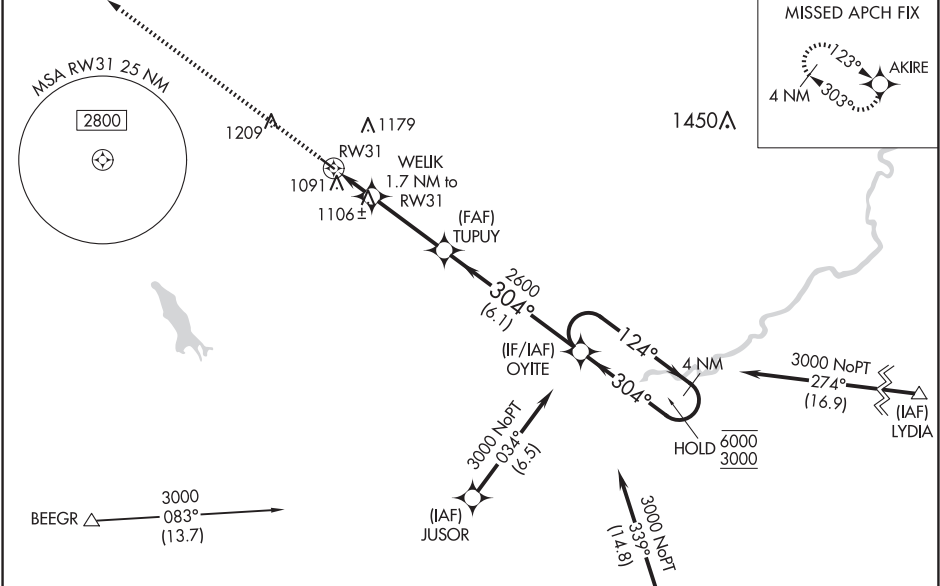 MISSED APCH FIX
123°
AKIRE
4 NM
303°
MSA RW31 25 NM
2800
1209
1179
1450
RW31
1091
WELIK
1.7 NM to
RW31
1106±
(FAF)
TUPUY
2600
304°
(6.1)
(IF/IAF)
OYITE
124°
304°
4 NM
HOLD
6000
3000
3000 NoPT
274°
(16.9)
(IAF)
LYDIA
3000 NoPT
034°
(6.5)
(IAF)
JUSOR
BEEGR
3000
083°
(13.7)
3000 NoPT
339°
(14.8)